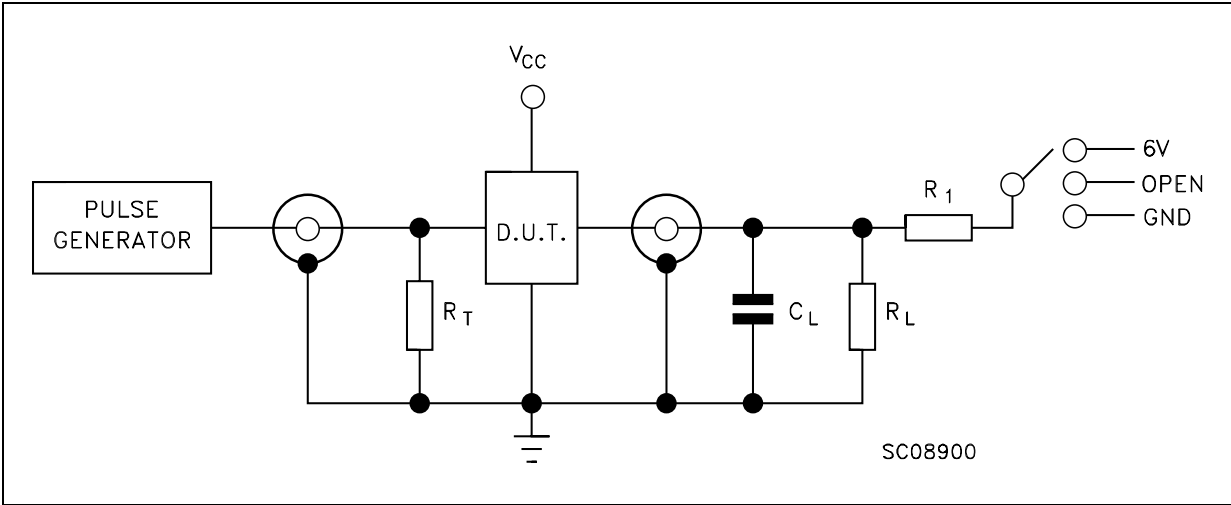 VCC
PULSE
GENERATOR
RT
D.U.T.
CL
RL
R1
6V
OPEN
GND
SC08900